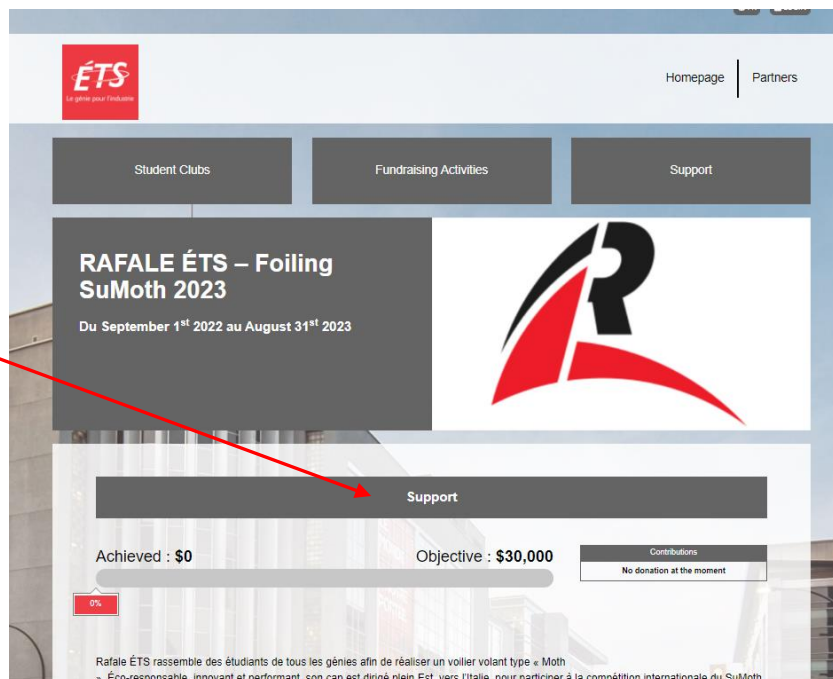 ÉTS
Le génie pour l'industrie
Homepage
Partners
Student Clubs
Fundraising Activities
Support
RAFALE ÉTS – Foiling
SuMoth 2023
Du September 1st 2022 au August 31st 2023
R
Support
Achieved : $0
Objective : $30,000
Contributions
No donation at the moment
0%
Rafale ÉTS rassemble des étudiants de tous les génies afin de réaliser un voilier volant type « Moth
». Éco-responsable, innovant et performant, son cap est dirigé plein Est, vers l'Italie, pour participer à la compétition internationale du SuMoth